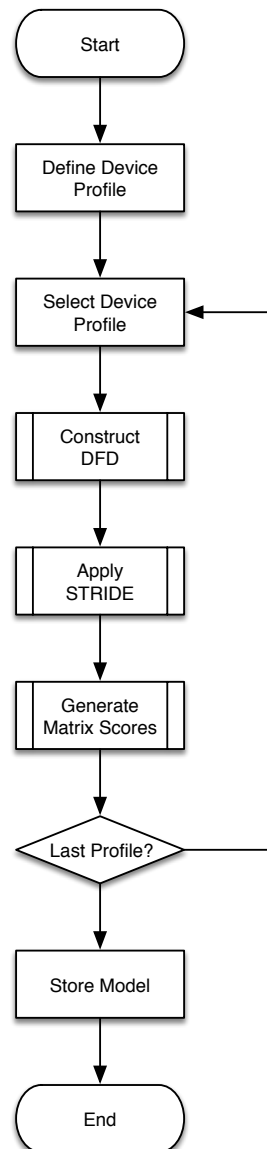 Start
Define Device
Profile
Select Device
Profile
Construct
DFD
Apply
STRIDE
Generate
Matrix Scores
Last Profile?
Store Model
End